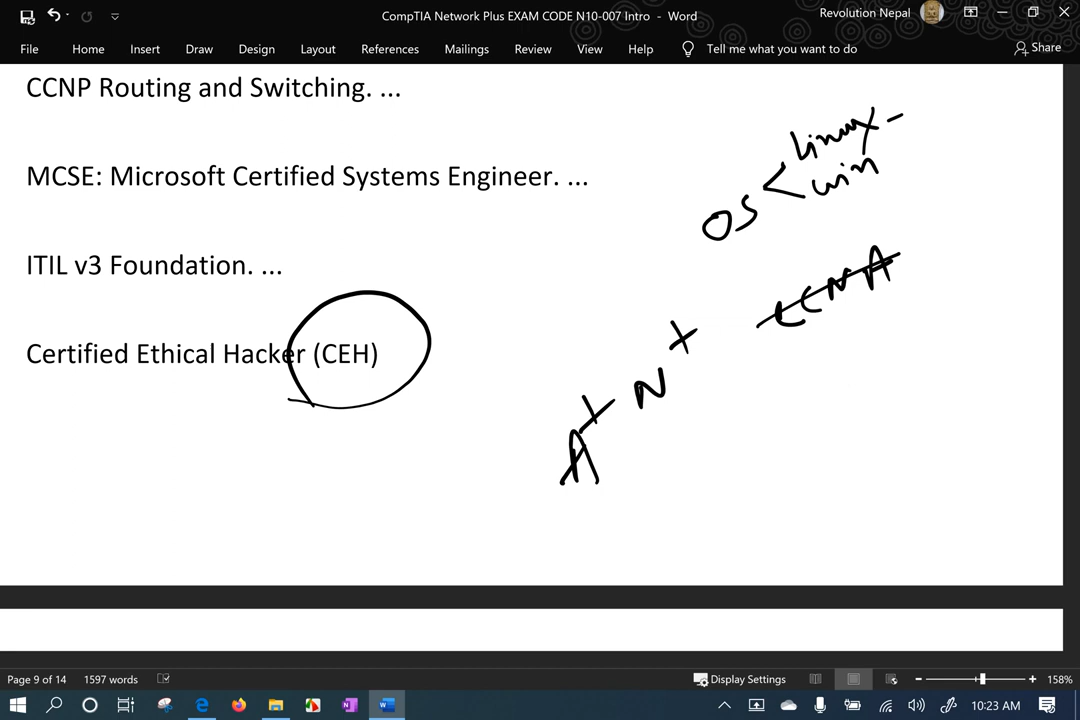 CompTIA Network Plus EXAM CODE N10-007 Intro - Word
Revolution Nepal
File Home Insert Draw Design Layout References Mailings Review View Help Tell me what you want to do Share
CCNP Routing and Switching. ...
MCSE: Microsoft Certified Systems Engineer. ...
ITIL v3 Foundation. ...
Certified Ethical Hacker (CEH)
Linux -
win
OS <
CCNA
N+
A+
Page 9 of 14 1597 words Display Settings 158%
10:23 AM